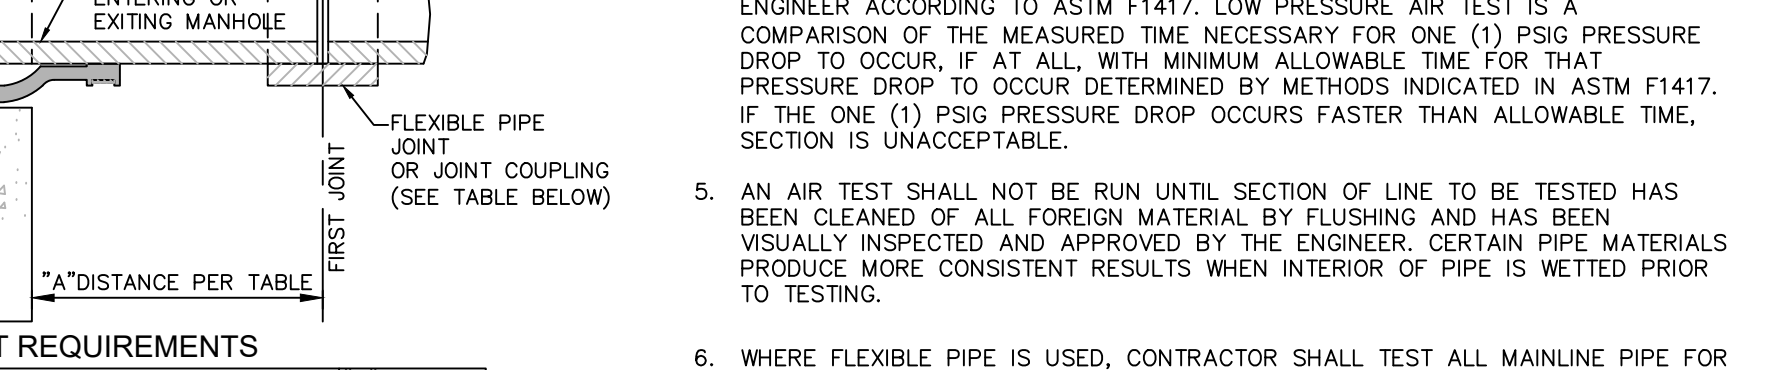 ENTERING OR
EXITING MANHOLE
FLEXIBLE PIPE
JOINT
OR JOINT COUPLING
(SEE TABLE BELOW)
FIRST JOINT
"A"DISTANCE PER TABLE
T REQUIREMENTS
ENGINEER ACCORDING TO ASTM F1417. LOW PRESSURE AIR TEST IS A
COMPARISON OF THE MEASURED TIME NECESSARY FOR ONE (1) PSIG PRESSURE
DROP TO OCCUR, IF AT ALL, WITH MINIMUM ALLOWABLE TIME FOR THAT
PRESSURE DROP TO OCCUR DETERMINED BY METHODS INDICATED IN ASTM F1417.
IF THE ONE (1) PSIG PRESSURE DROP OCCURS FASTER THAN ALLOWABLE TIME,
SECTION IS UNACCEPTABLE.
5. AN AIR TEST SHALL NOT BE RUN UNTIL SECTION OF LINE TO BE TESTED HAS
BEEN CLEANED OF ALL FOREIGN MATERIAL BY FLUSHING AND HAS BEEN
VISUALLY INSPECTED AND APPROVED BY THE ENGINEER. CERTAIN PIPE MATERIALS
PRODUCE MORE CONSISTENT RESULTS WHEN INTERIOR OF PIPE IS WETTED PRIOR
TO TESTING.
6. WHERE FLEXIBLE PIPE IS USED, CONTRACTOR SHALL TEST ALL MAINLINE PIPE FOR